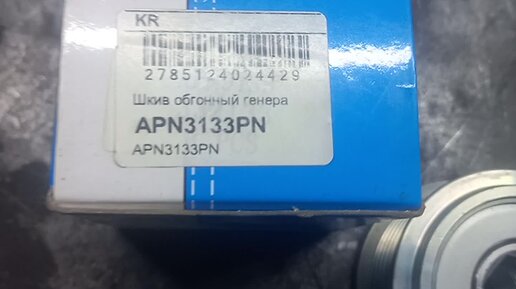 KR
2785124024429
Шкив обгонный генера
APN3133PN
APN3133PN